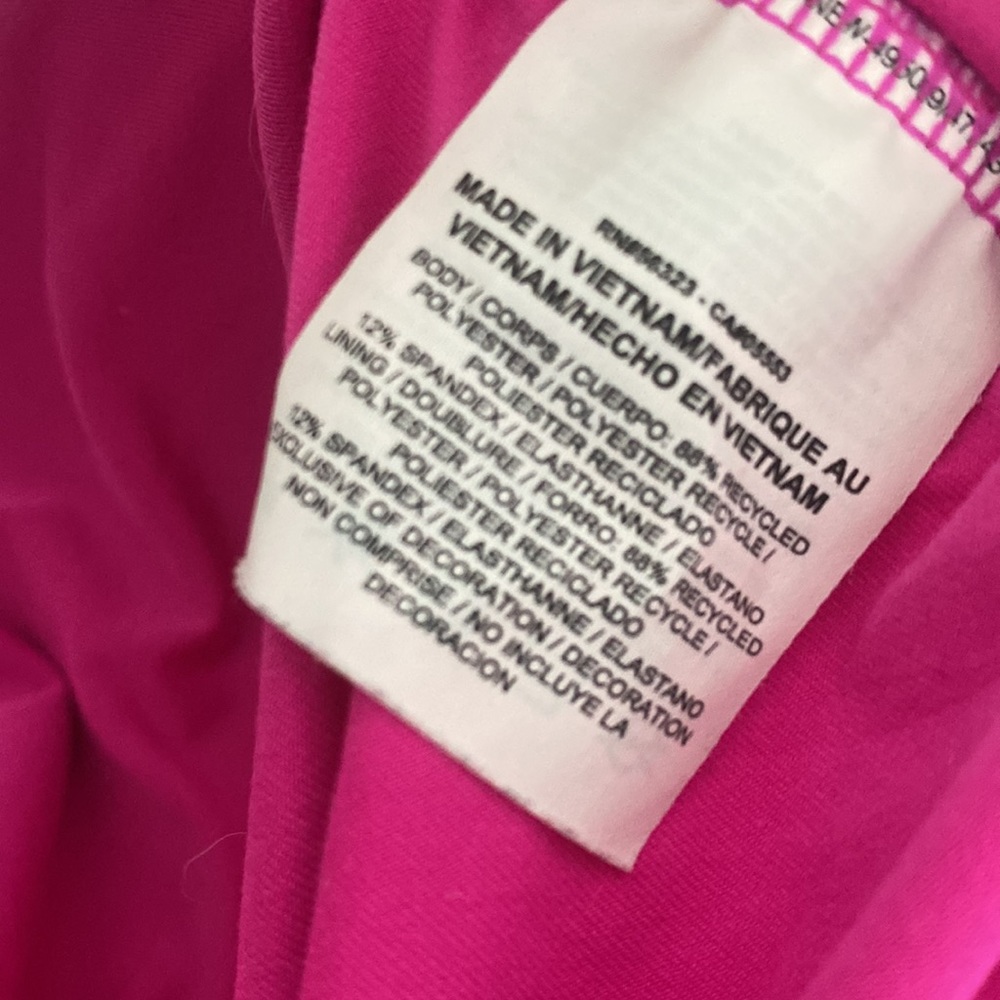 RN856323 - CA605553
MADE IN VIETNAM/FABRIQUE AU
VIETNAM/HECHO EN VIETNAM
BODY / CORPS / CUERPO: 88% RECYCLED
POLYESTER / POLYESTER RECYCLE /
POLIESTER RECICLADO
12% SPANDEX / ELASTHANNE / ELASTANO
LINING / DOUBLURE / FORRO: 88% RECYCLED
POLYESTER / POLYESTER RECYCLE /
POLIESTER RECICLADO
12% SPANDEX / ELASTHANNE / ELASTANO
EXCLUSIVE OF DECORATION / DECORATION
NON COMPRISE / NO INCLUYE LA
DECORACION